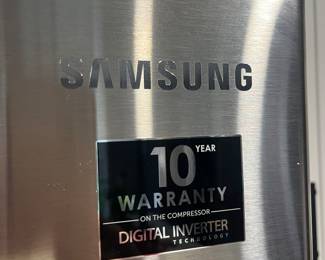 SAMSUNG
10 YEAR
WARRANTY
ON THE COMPRESSOR
DIGITAL INVERTER
TECHNOLOGY